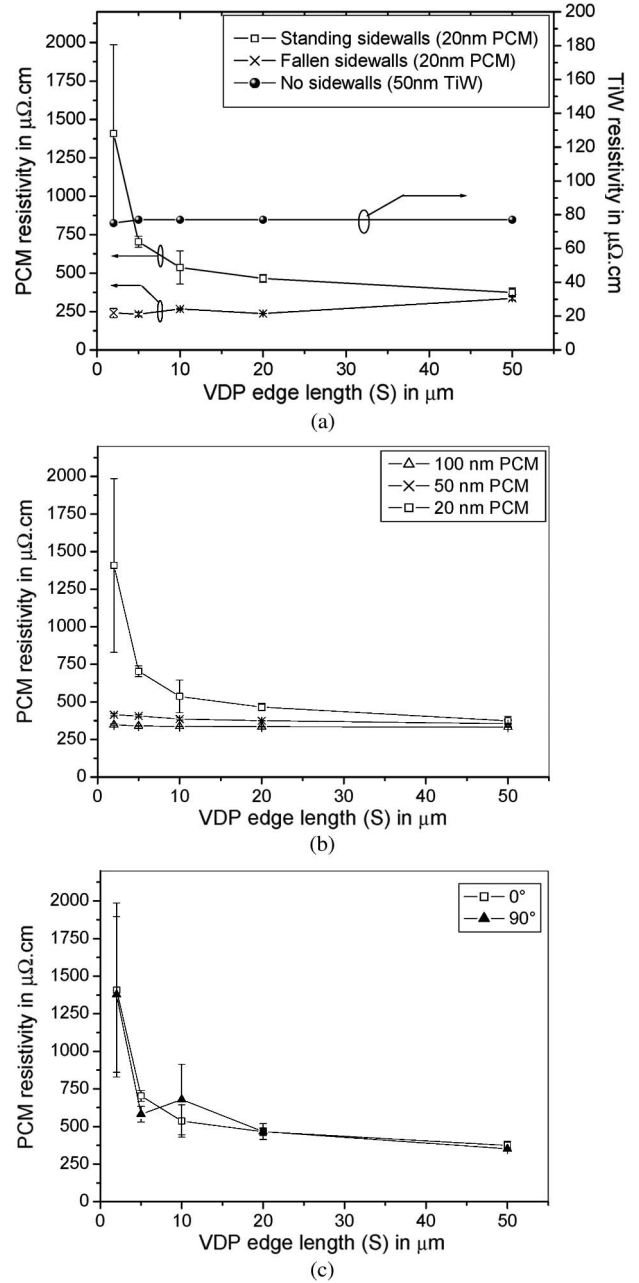 Standing sidewalls (20nm PCM)
Fallen sidewalls (20nm PCM)
No sidewalls (50nm TiW)
PCM resistivity in μΩ.cm
2000
1750
1500
1250
1000
750
500
250
0
TiW resistivity in μΩ.cm
200
180
160
140
120
100
80
60
40
20
0
0 10 20 30 40 50
VDP edge length (S) in μm
(a)
100 nm PCM
50 nm PCM
20 nm PCM
PCM resistivity in μΩ.cm
2000
1750
1500
1250
1000
750
500
250
0
0 10 20 30 40 50
VDP edge length (S) in μm
(b)
0°
90°
PCM resistivity in μΩ.cm
2000
1750
1500
1250
1000
750
500
250
0
0 10 20 30 40 50
VDP edge length (S) in μm
(c)